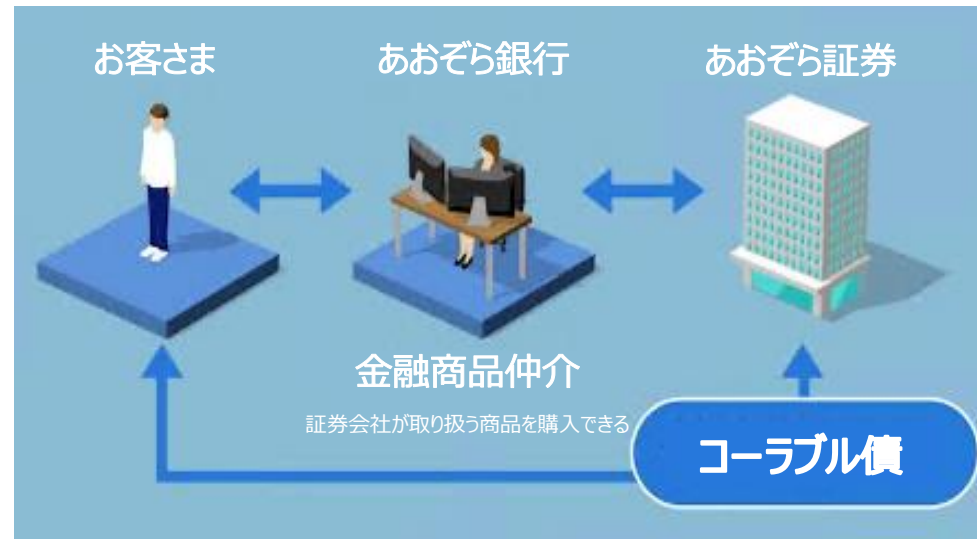 お客さま
あおぞら銀行
あおぞら証券
金融商品仲介
証券会社が取り扱う商品を購入できる
コーラブル債